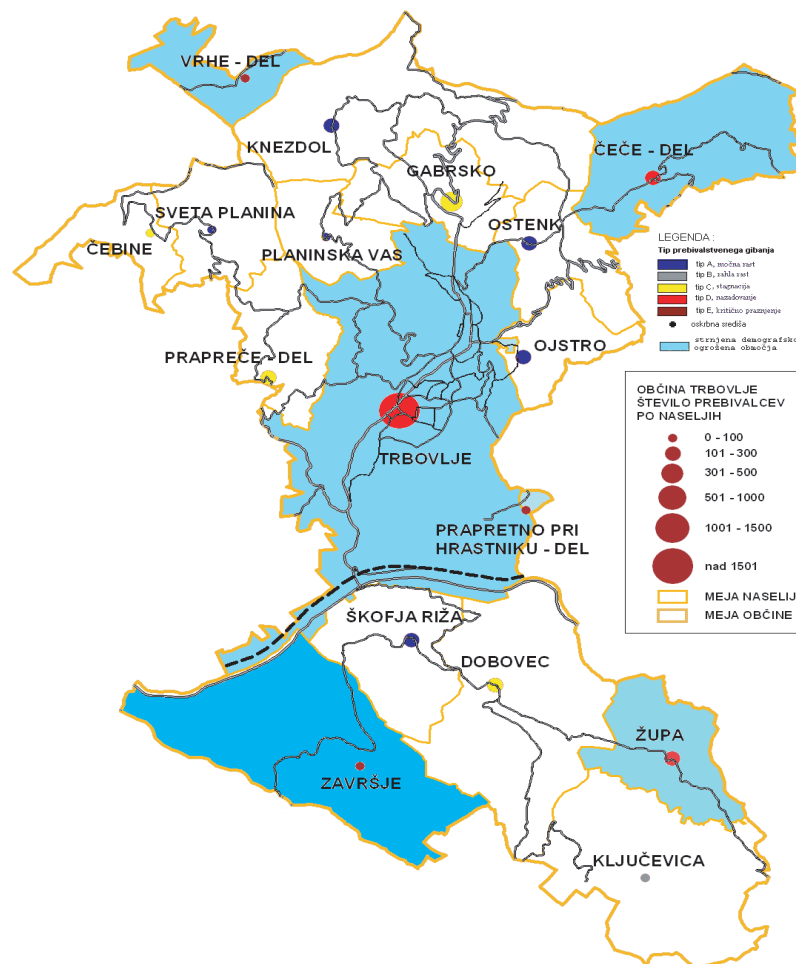 VRHE - DEL
KNEZDOL
ČEČE - DEL
GABRSKO
SVETA PLANINA
OSTENK
ČEBINE
PLANINSKA VAS
LEGENDA :
Tip prebivalstvenega gibanja
tip A, močna rast
tip B, šibka rast
tip C, stagnacija
tip D, nazadovanje
tip E, kritično praznjenje
oskrbna središa
strnjena demografsko
ogrožena območja
PRAPREČE - DEL
OJSTRO
OBČINA TRBOVLJE
ŠTEVILO PREBIVALCEV
PO NASELJIH
0 - 100
101 - 300
301 - 500
501 - 1000
1001 - 1500
nad 1501
MEJA NASELIJ
MEJA OBČINE
TRBOVLJE
PRAPRETNO PRI
HRASTNIKU - DEL
ŠKOFJA RIŽA
DOBOVEC
ŽUPA
ZAVRŠJE
KLJUČEVICA